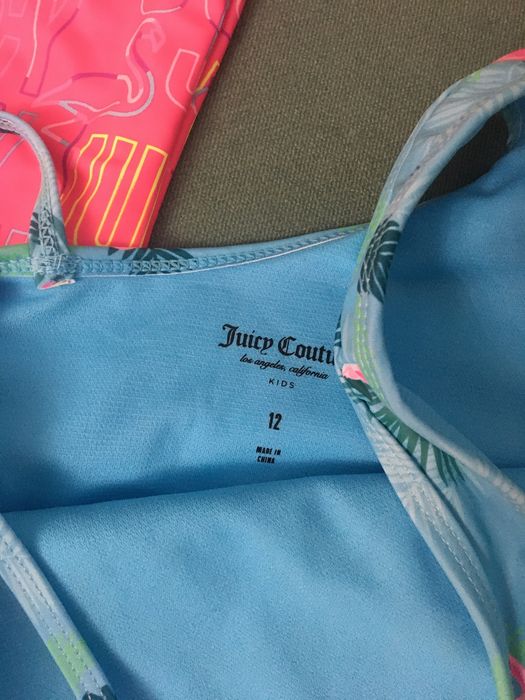 Juicy Coutu
los angeles, california
KIDS
12
MADE IN
CHINA